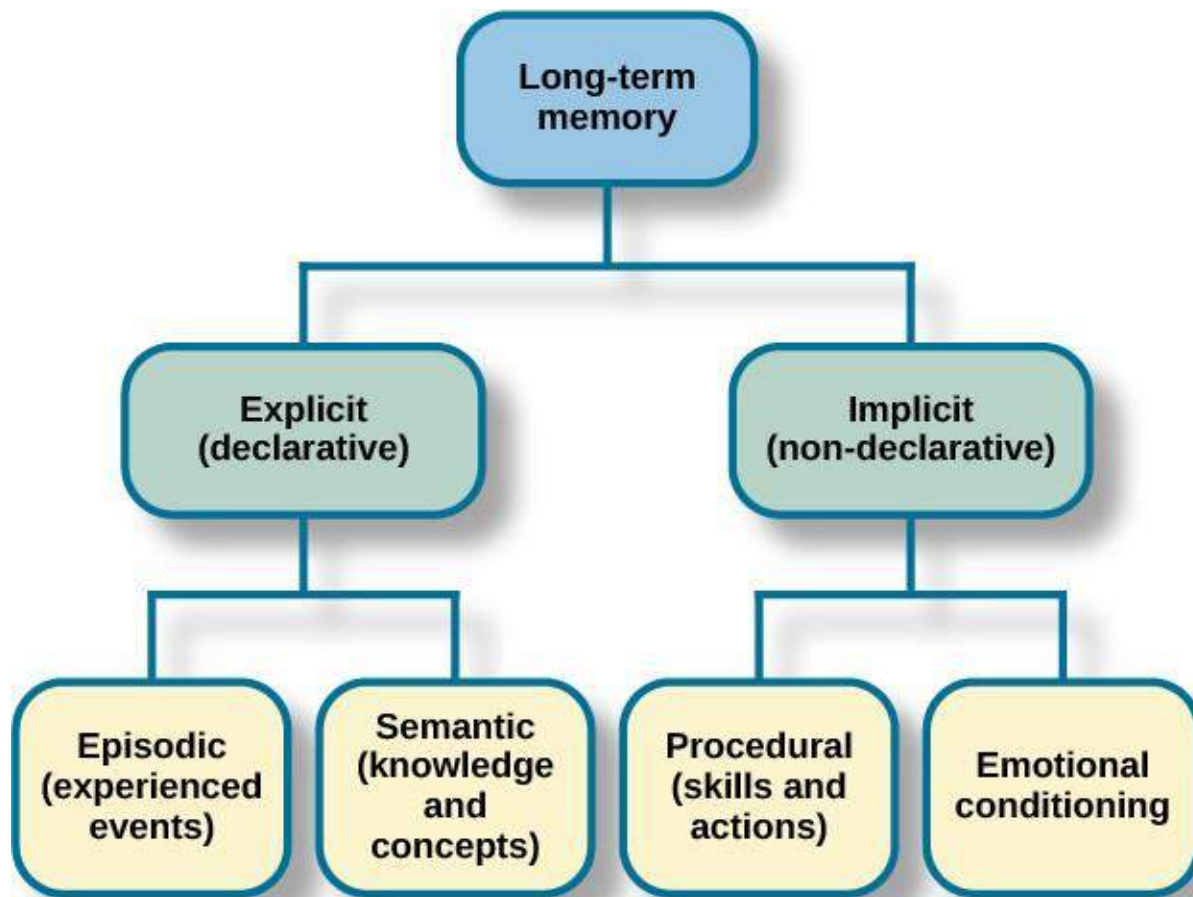 Long-term
memory
Explicit
(declarative)
Implicit
(non-declarative)
Episodic
(experienced
events)
Semantic
(knowledge
and
concepts)
Procedural
(skills and
actions)
Emotional
conditioning